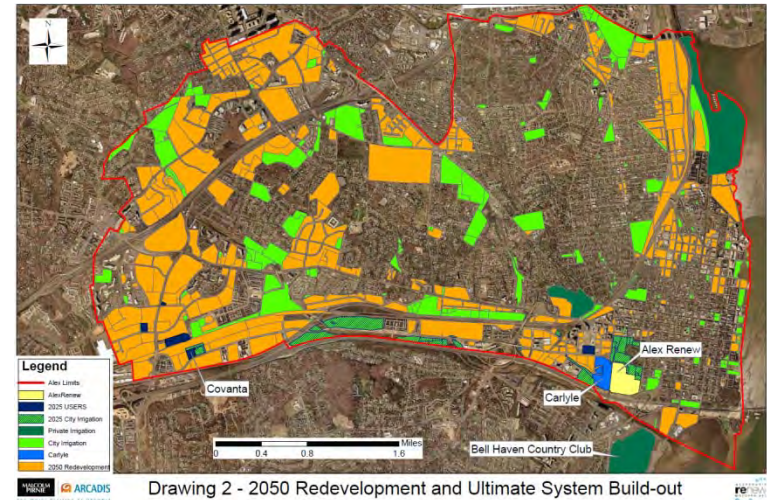 N
Legend
Alex Limits
AlexRenew
2025 USERS
2025 City Irrigation
Private Irrigation
City Irrigation
Carlyle
2050 Redevelopment
Covanta
Alex Renew
Carlyle
Bell Haven Country Club
Miles
0 0.4 0.8 1.6
MALCOLM PIRNIE
ARCADIS
Drawing 2 - 2050 Redevelopment and Ultimate System Build-out
renew